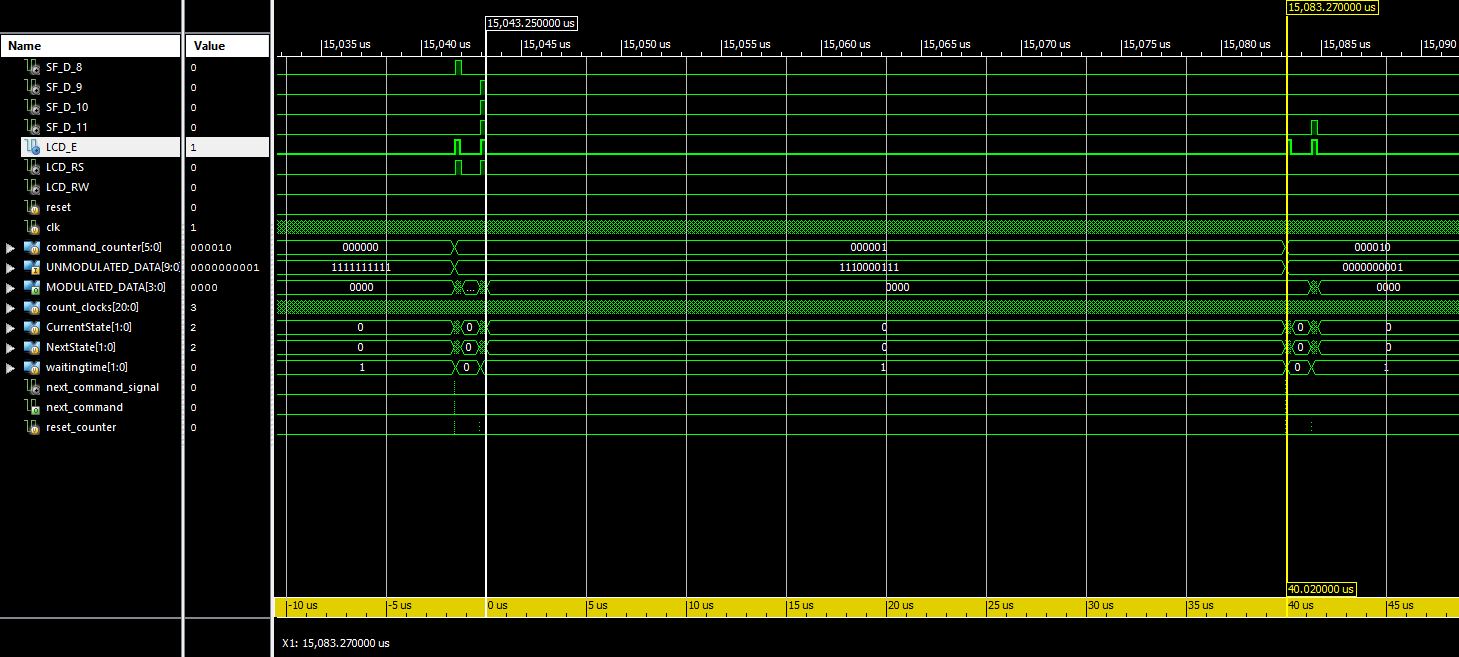 15,083.270000 us
15,043.250000 us
Name Value 15,035 us 15,040 us 15,045 us 15,050 us 15,055 us 15,060 us 15,065 us 15,070 us 15,075 us 15,080 us 15,085 us 15,090
SF_D_8 0
SF_D_9 0
SF_D_10 0
SF_D_11 0
LCD_E 1
LCD_RS 0
LCD_RW 0
reset 0
clk 1
command_counter[5:0] 000010 000000 000001 000010
UNMODULATED_DATA[9:0] 0000000001 1111111111 1110000111 0000000001
MODULATED_DATA[3:0] 0000 0000 ... 0000 0000
count_clocks[20:0] 3
CurrentState[1:0] 2 0 0 0 0 0
NextState[1:0] 2 0 0 0 0 0
waitingtime[1:0] 0 1 0 1 0 1
next_command_signal 0
next_command 0
reset_counter 0
40.020000 us
-10 us -5 us 0 us 5 us 10 us 15 us 20 us 25 us 30 us 35 us 40 us 45 us
X1: 15,083.270000 us